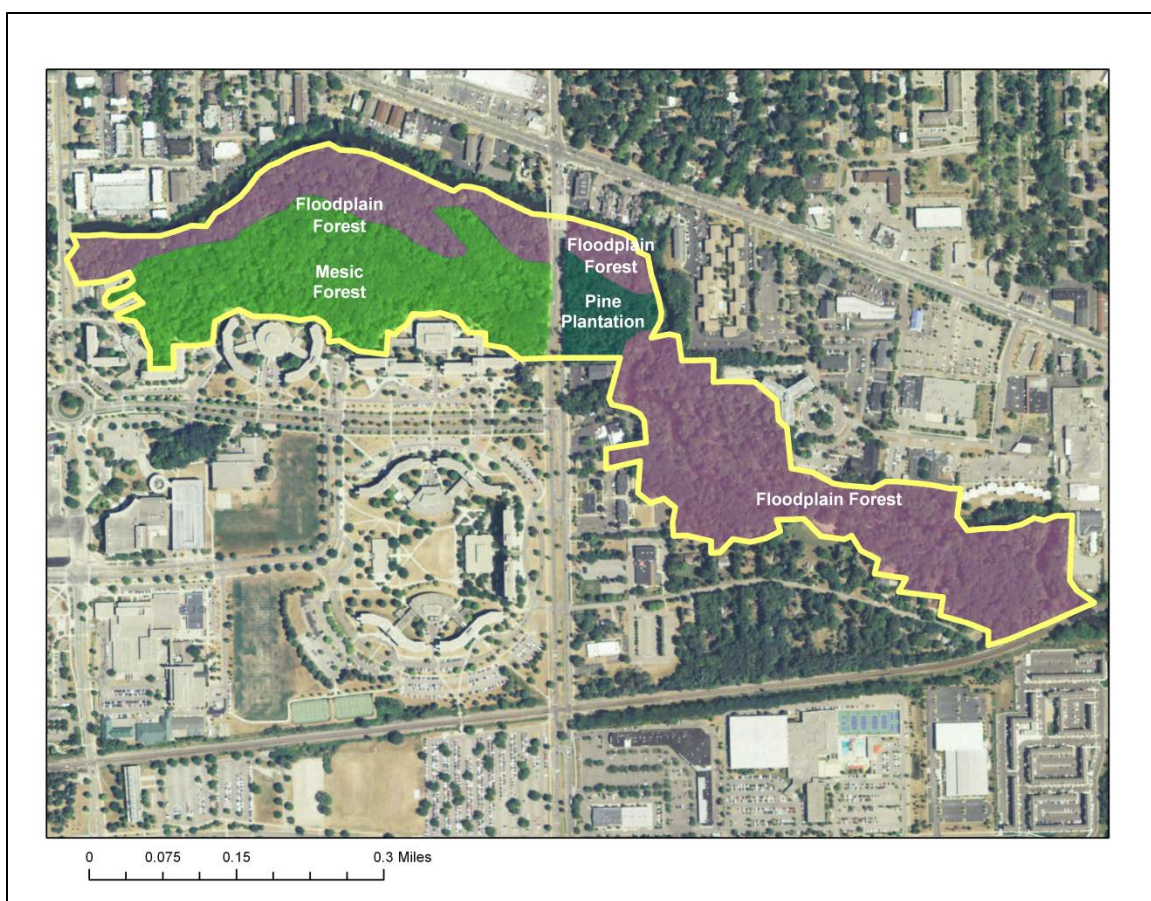 Floodplain
Forest
Mesic
Forest
Floodplain
Forest
Pine
Plantation
Floodplain Forest
0 0.075 0.15 0.3 Miles